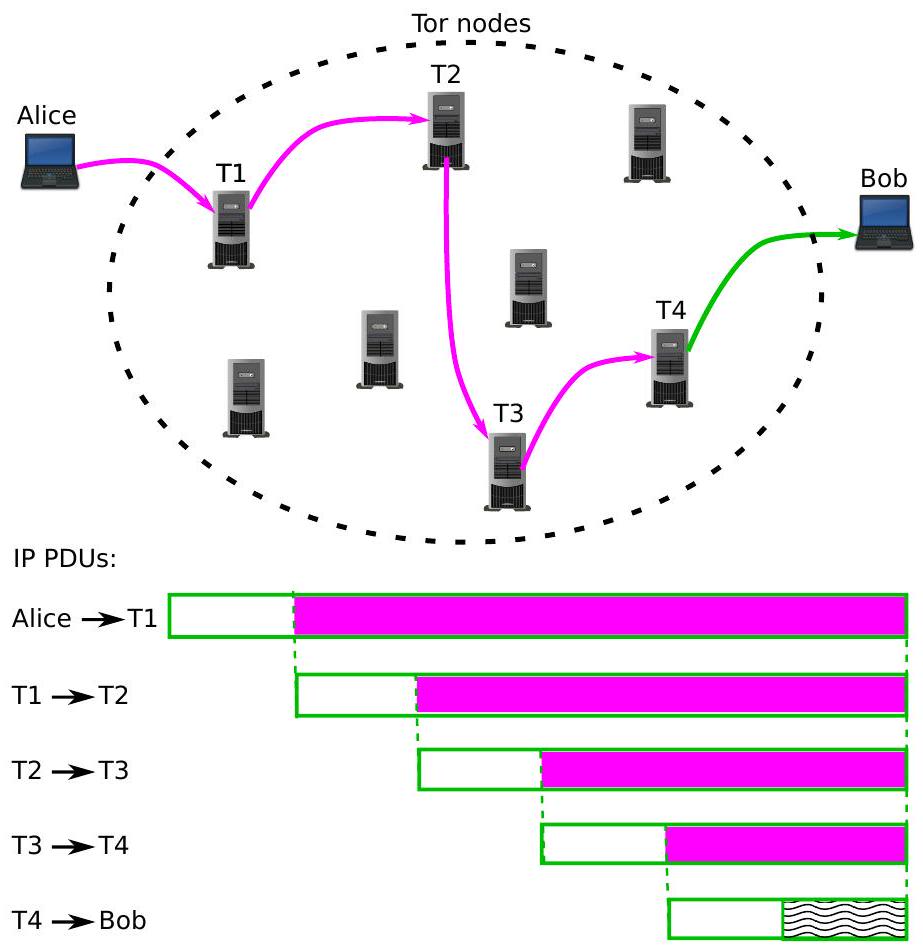 Tor nodes
T2
Alice
T1
Bob
T4
T3
IP PDUs:
Alice → T1
T1 → T2
T2 → T3
T3 → T4
T4 → Bob